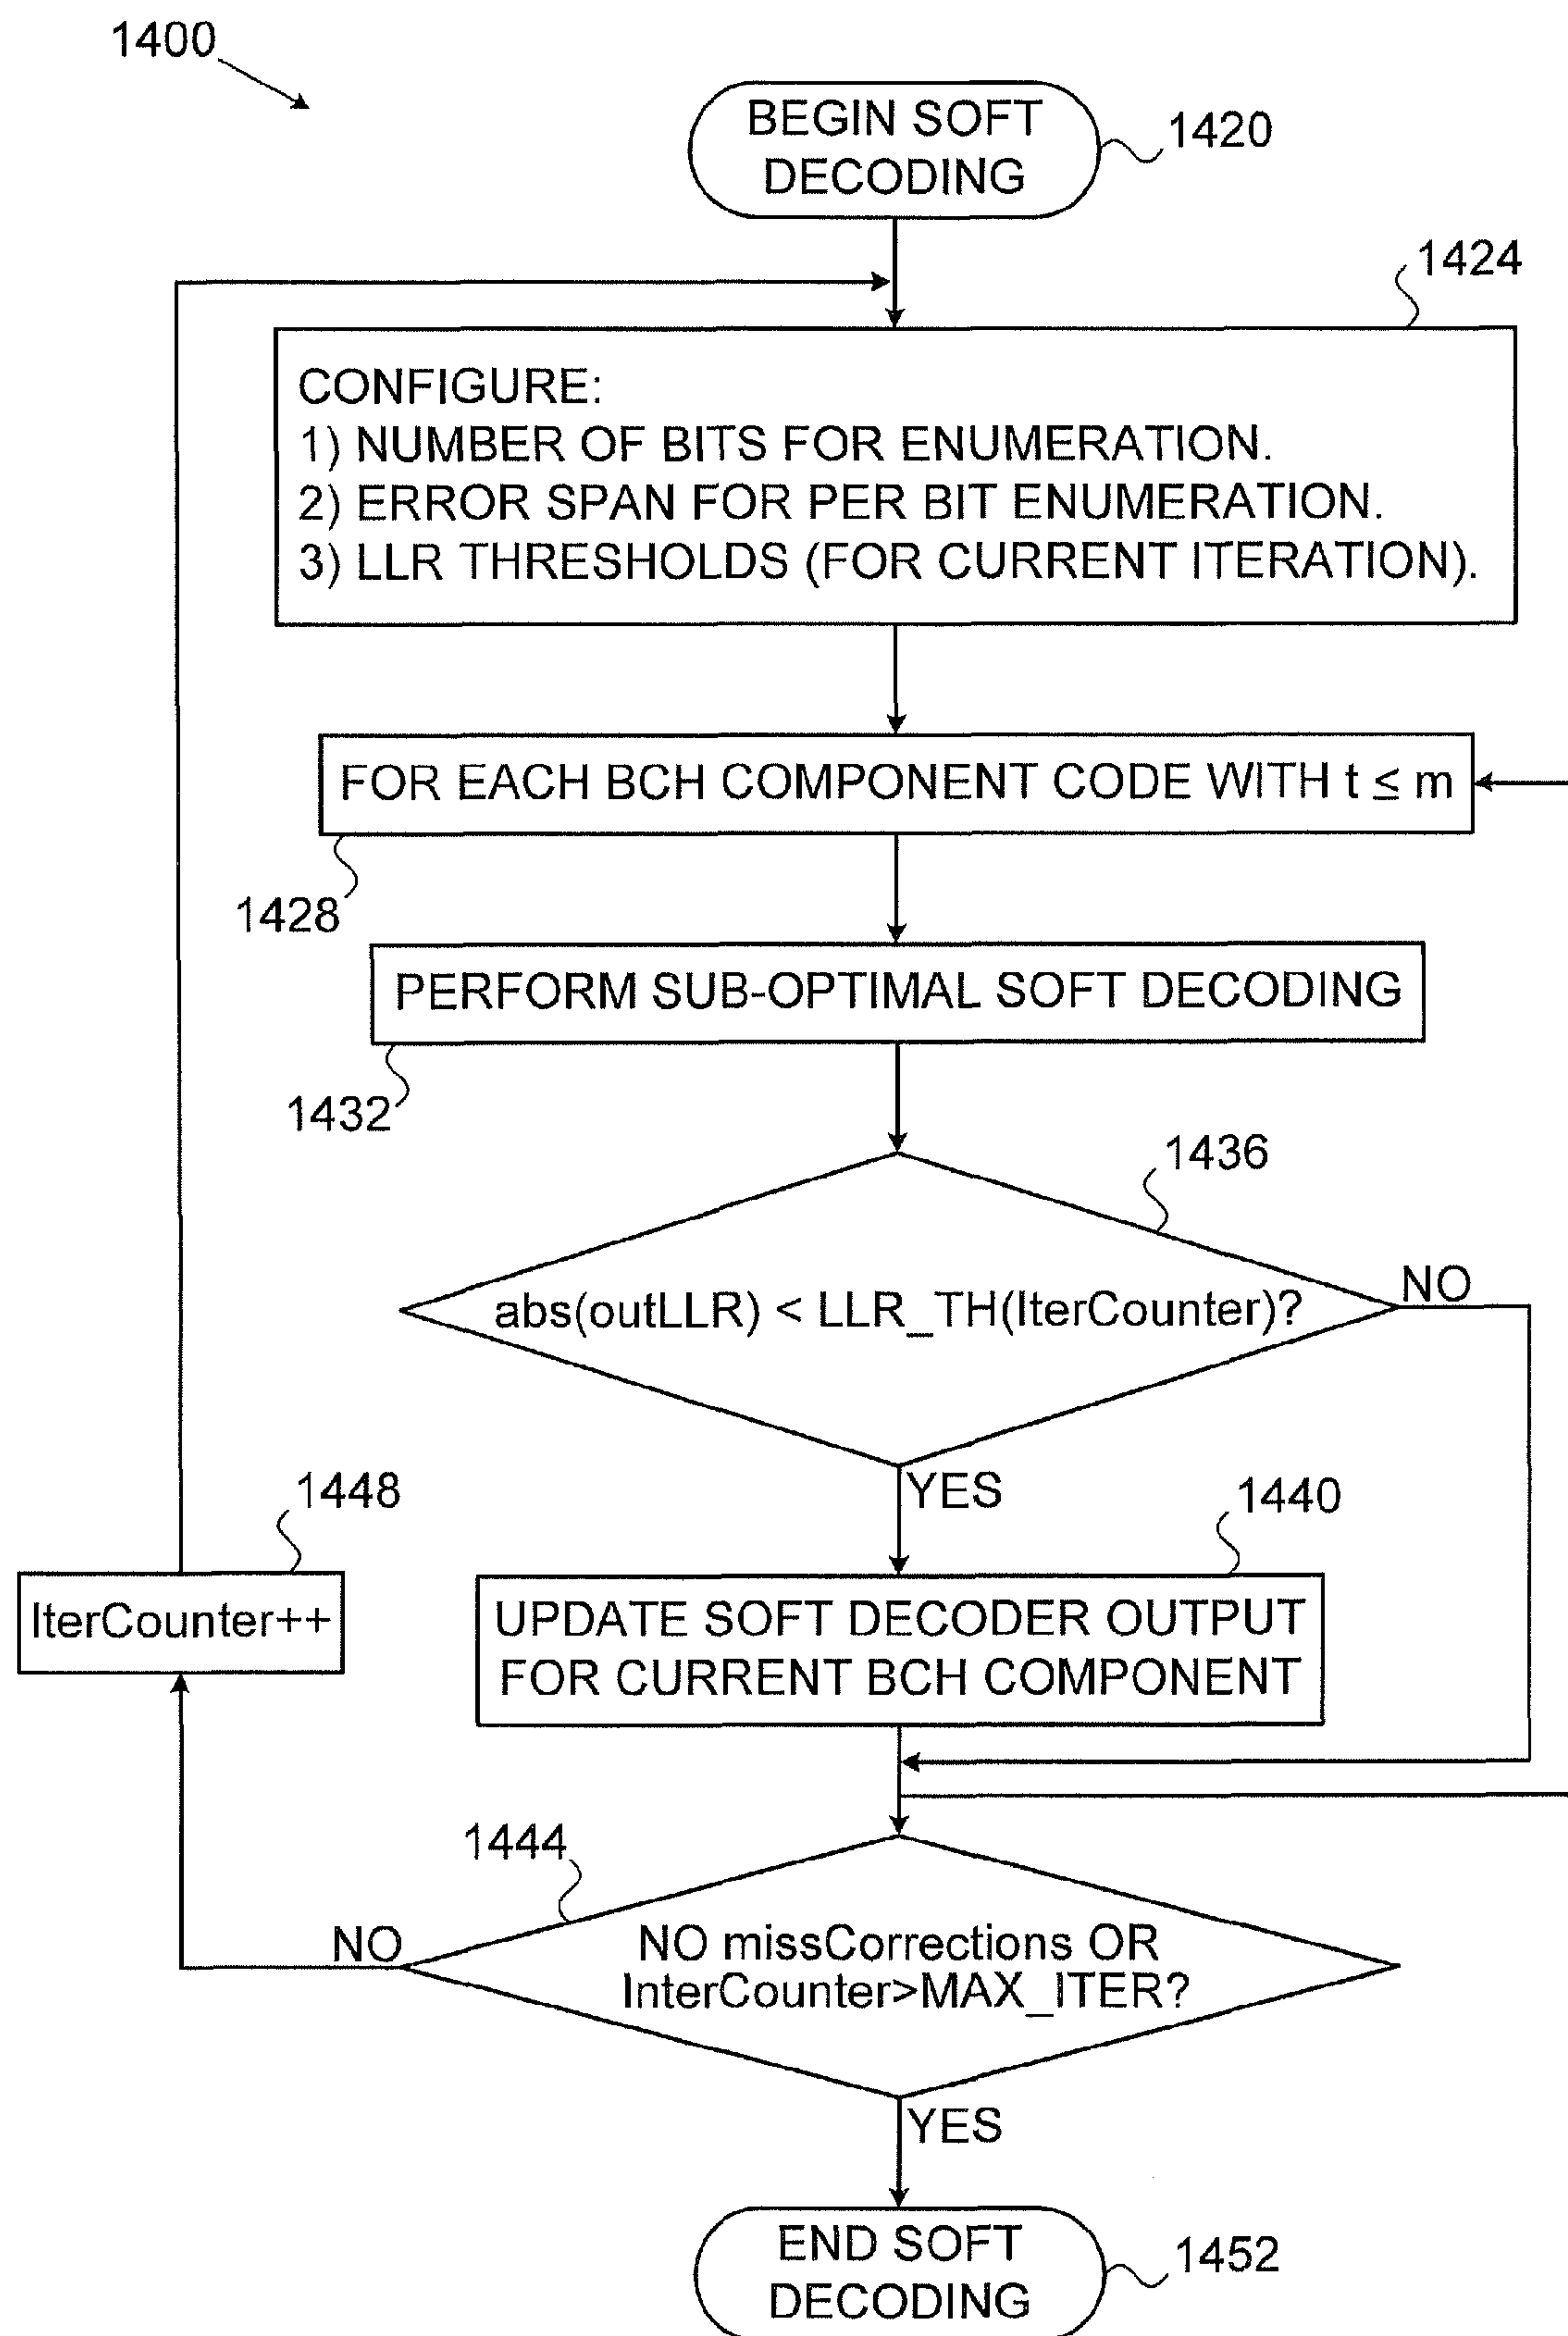 1400
BEGIN SOFT
DECODING
1420
1424
CONFIGURE:
1) NUMBER OF BITS FOR ENUMERATION.
2) ERROR SPAN FOR PER BIT ENUMERATION.
3) LLR THRESHOLDS (FOR CURRENT ITERATION).
FOR EACH BCH COMPONENT CODE WITH t ≤ m
1428
PERFORM SUB-OPTIMAL SOFT DECODING
1432
1436
abs(outLLR) < LLR_TH(IterCounter)?
NO
YES
1448
1440
IterCounter++
UPDATE SOFT DECODER OUTPUT
FOR CURRENT BCH COMPONENT
1444
NO
NO missCorrections OR
InterCounter>MAX_ITER?
YES
END SOFT
DECODING
1452